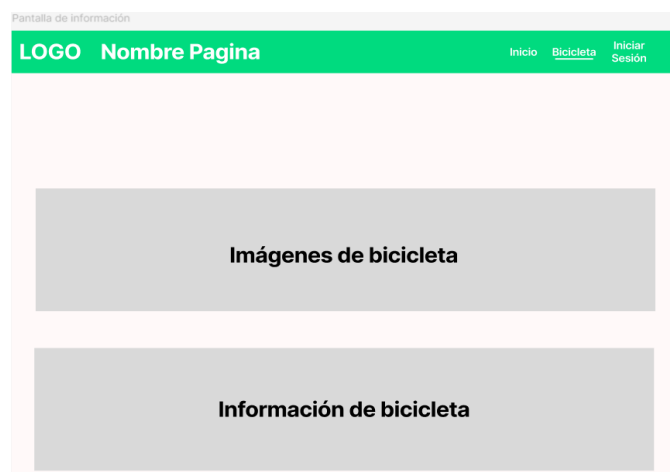 Pantalla de información
LOGO Nombre Pagina Inicio Bicicleta Iniciar
Sesión
Imágenes de bicicleta
Información de bicicleta